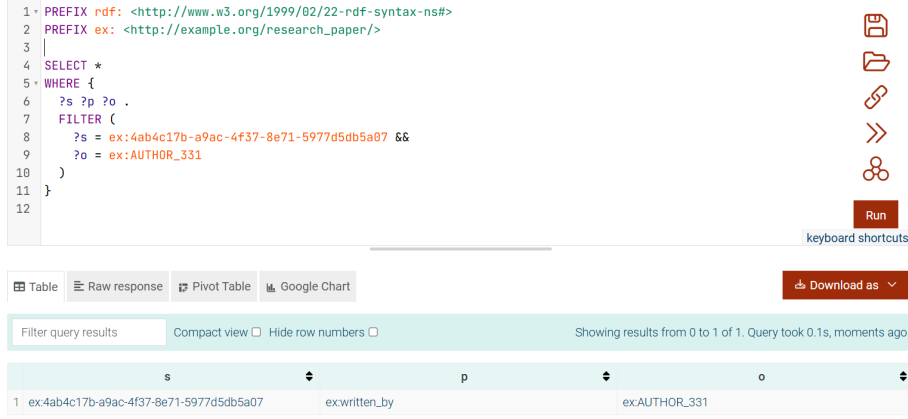 1 PREFIX rdf: <http://www.w3.org/1999/02/22-rdf-syntax-ns#>
2 PREFIX ex: <http://example.org/research_paper/>
3
4 SELECT *
5 WHERE {
6 ?s ?p ?o .
7 FILTER (
8 ?s = ex:4ab4c17b-a9ac-4f37-8e71-5977d5db5a07 &&
9 ?o = ex:AUTHOR_331
10 )
11 }
12
Run
keyboard shortcuts
Table Raw response Pivot Table Google Chart Download as
Filter query results Compact view Hide row numbers Showing results from 0 to 1 of 1. Query took 0.1s, moments ago
s p o
1 ex:4ab4c17b-a9ac-4f37-8e71-5977d5db5a07 ex:written_by ex:AUTHOR_331